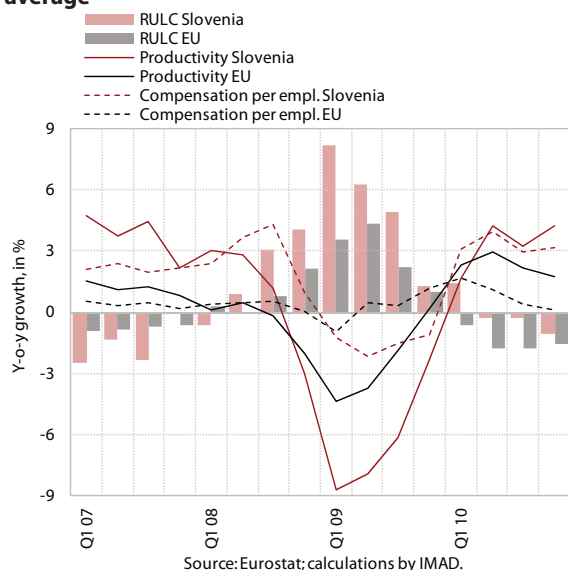 average
RULC Slovenia
RULC EU
Productivity Slovenia
Productivity EU
Compensation per empl. Slovenia
Compensation per empl. EU
9
6
3
0
-3
-6
-9
Y-o-y growth, in %
Q1 07
Q1 08
Q1 09
Q1 10
Source: Eurostat; calculations by IMAD.